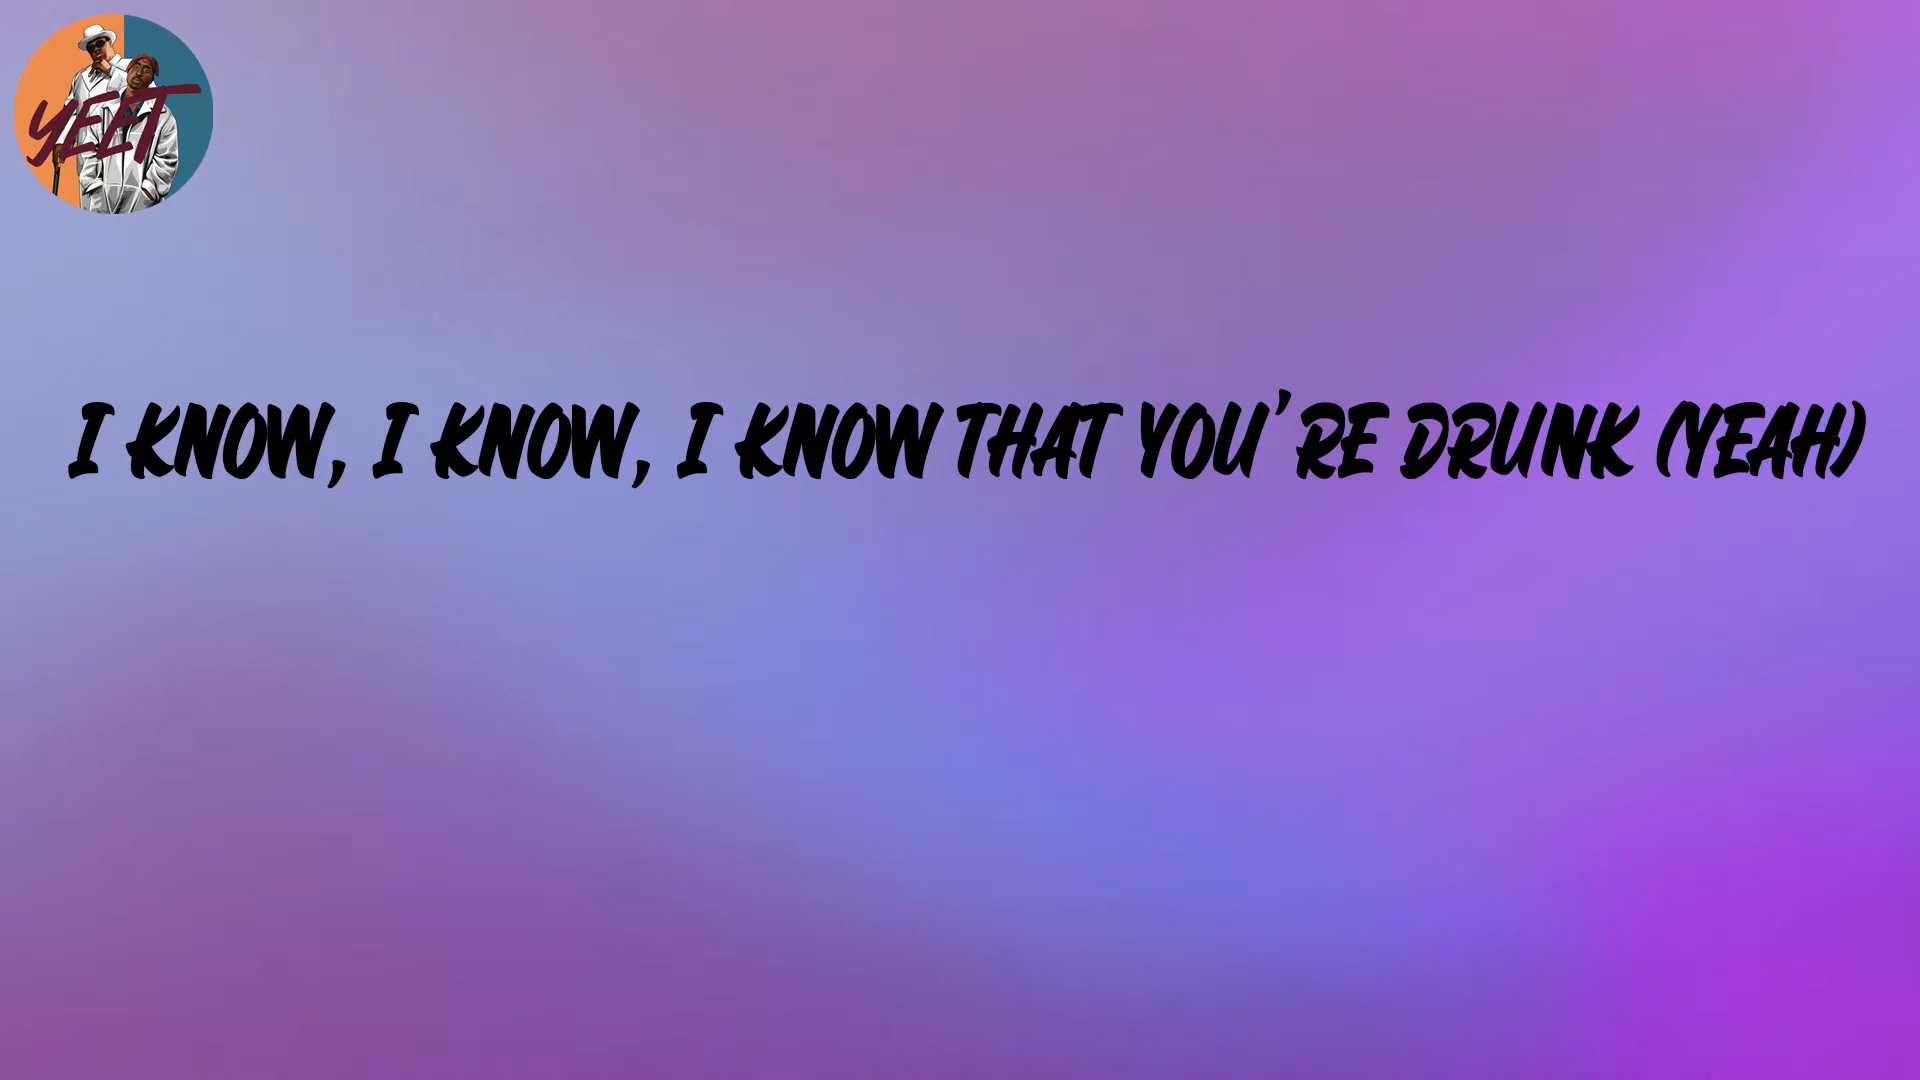 YEET
I KNOW, I KNOW, I KNOW THAT YOU'RE DRUNK (YEAH)